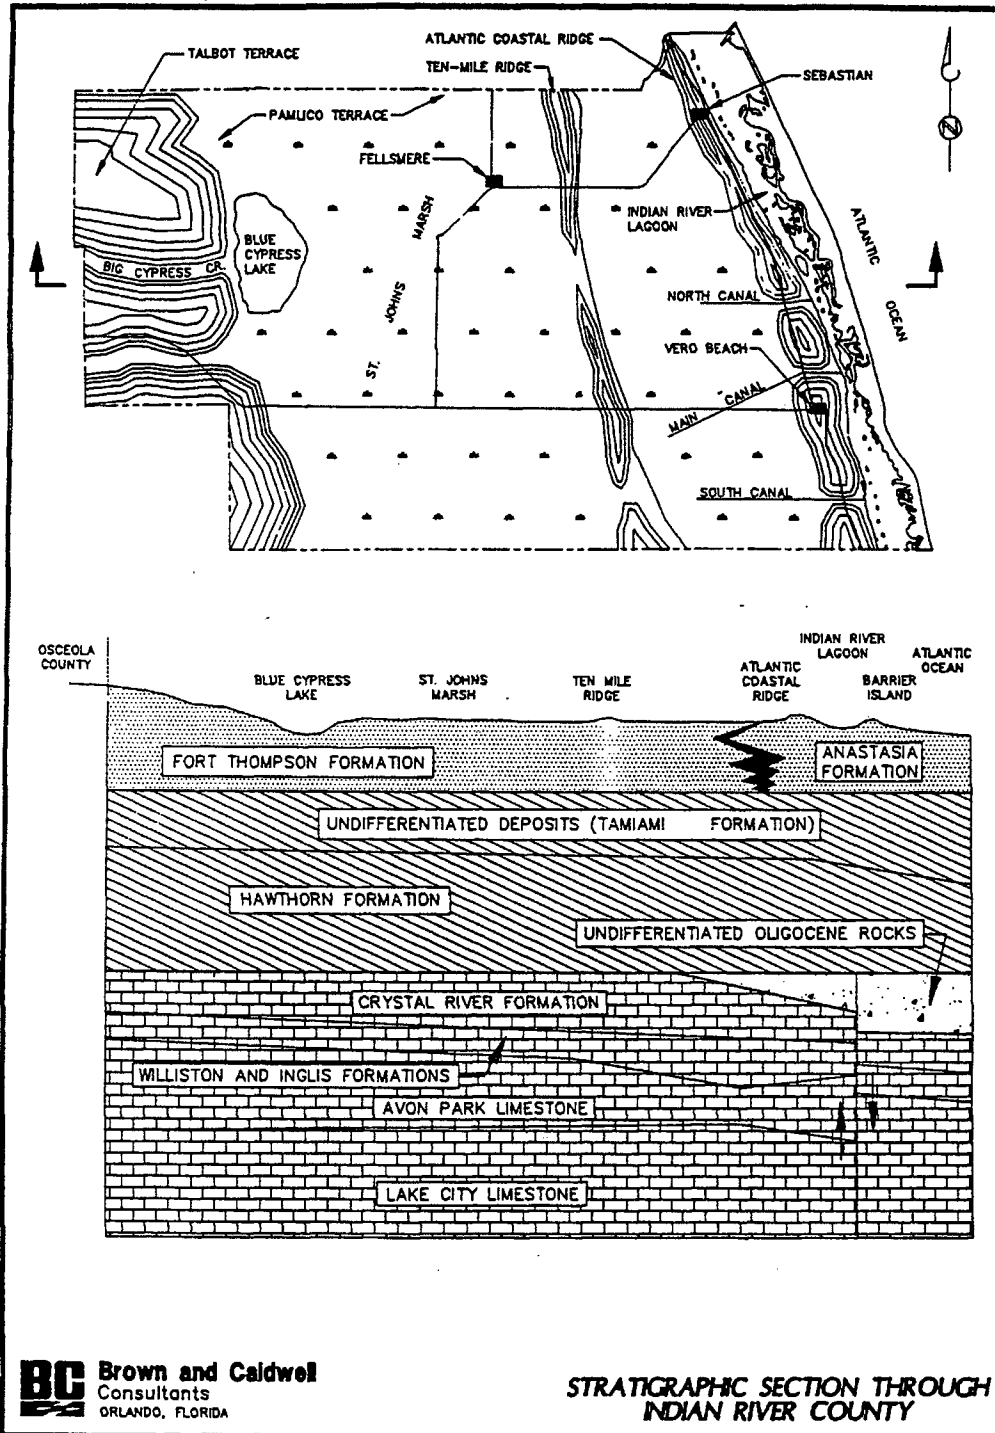 ATLANTIC COASTAL RIDGE
TALBOT TERRACE
TEN-MILE RIDGE
SEBASTIAN
PAMLICO TERRACE
FELLSMERE
N
MARSH
INDIAN RIVER
LAGOON
ATLANTIC
BLUE
CYPRESS
LAKE
BIG CYPRESS CR.
JOHNS
NORTH CANAL
OCEAN
VERO BEACH
ST.
MAIN CANAL
SOUTH CANAL
OSCEOLA
COUNTY
BLUE CYPRESS
LAKE
ST. JOHNS
MARSH
TEN MILE
RIDGE
ATLANTIC
COASTAL
RIDGE
INDIAN RIVER
LAGOON
BARRIER
ISLAND
ATLANTIC
OCEAN
FORT THOMPSON FORMATION
ANASTASIA
FORMATION
UNDIFFERENTIATED DEPOSITS (TAMIAMI FORMATION)
HAWTHORN FORMATION
UNDIFFERENTIATED OLIGOCENE ROCKS
CRYSTAL RIVER FORMATION
WILLISTON AND INGLIS FORMATIONS
AVON PARK LIMESTONE
LAKE CITY LIMESTONE
BC
Brown and Caldwell
Consultants
ORLANDO, FLORIDA
STRATIGRAPHIC SECTION THROUGH
INDIAN RIVER COUNTY